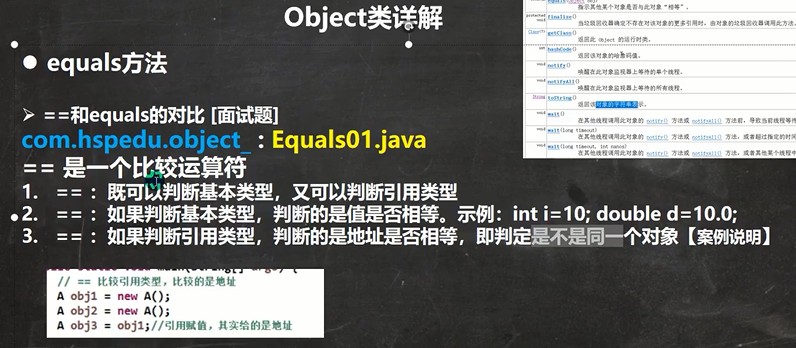 Object类详解
equals方法
==和equals的对比 [面试题]
com.hspedu.object_ : Equals01.java
== 是一个比较运算符
1. == ：既可以判断基本类型，又可以判断引用类型
2. == ：如果判断基本类型，判断的是值是否相等。示例：int i=10; double d=10.0;
3. == ：如果判断引用类型，判断的是地址是否相等，即判定是不是同一个对象【案例说明】
// == 比较引用类型，比较的是地址
A obj1 = new A();
A obj2 = new A();
A obj3 = obj1;//引用赋值，其实给的是地址
指示其他某个对象是否与此对象“相等”。
protected void finalize()
当垃圾回收器确定不存在对该对象的更多引用时，由对象的垃圾回收器调用此方法。
Class<?> getClass()
返回此 Object 的运行时类。
int hashCode()
返回该对象的哈希码值。
void notify()
唤醒在此对象监视器上等待的单个线程。
void notifyAll()
唤醒在此对象监视器上等待的所有线程。
String toString()
返回该对象的字符串表示。
void wait()
在其他线程调用此对象的 notify() 方法或 notifyAll() 方法前，导致当前线程等
void wait(long timeout)
在其他线程调用此对象的 notify() 方法或 notifyAll() 方法，或者超过指定的时间
void wait(long timeout, int nanos)
在其他线程调用此对象的 notify() 方法或 notifyAll() 方法，或者其他某个线程中